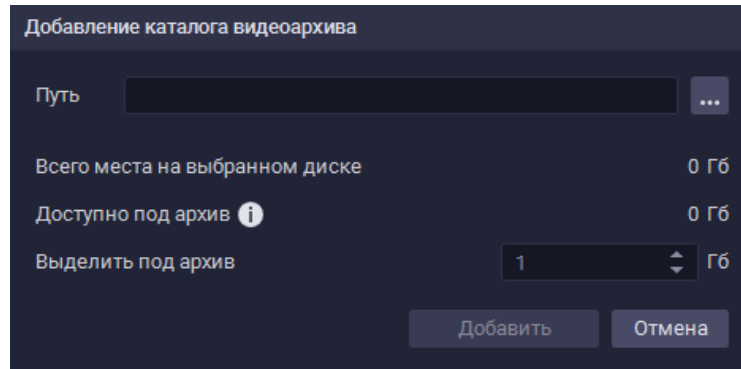 Добавление каталога видеоархива
Путь ...
Всего места на выбранном диске 0 Гб
Доступно под архив i 0 Гб
Выделить под архив 1 Гб
Добавить Отмена